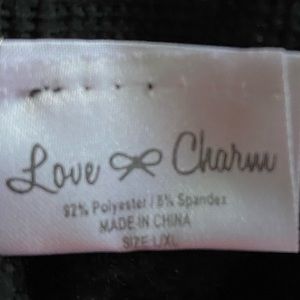 Love Charm
92% Polyester / 8% Spandex
MADE IN CHINA
SIZE L/XL